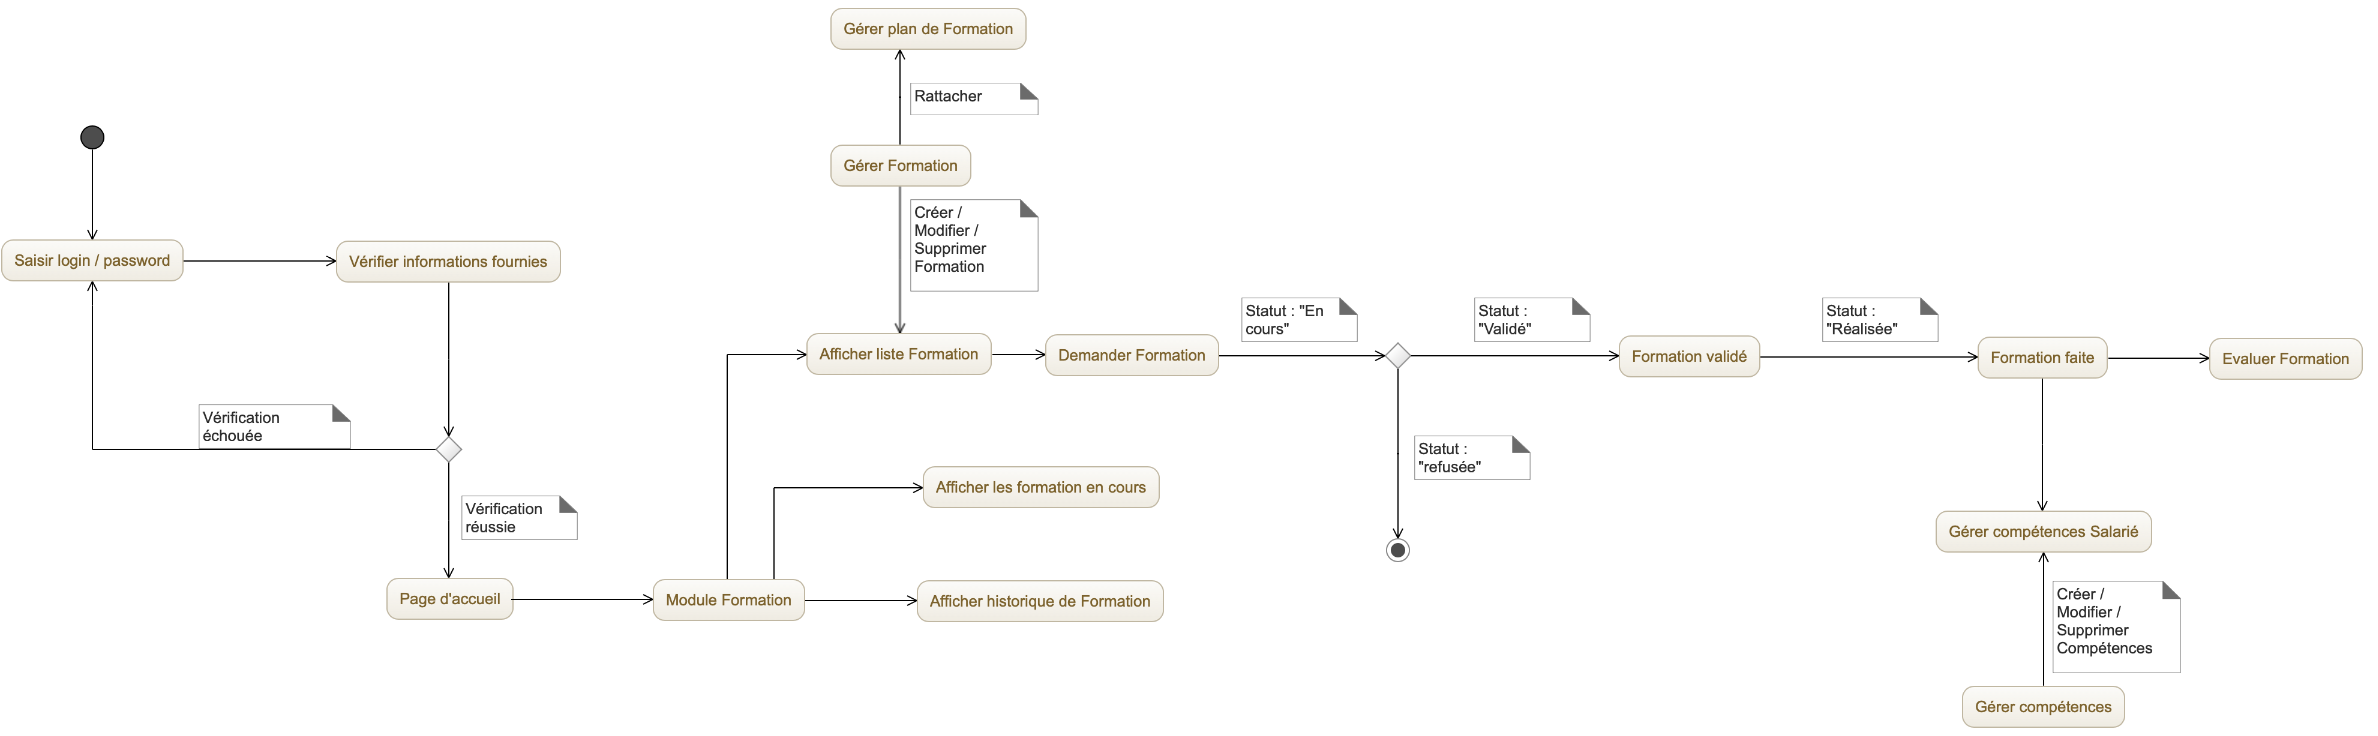 Gérer plan de Formation
Rattacher
Gérer Formation
Créer /
Modifier /
Supprimer
Formation
Saisir login / password
Vérifier informations fournies
Statut : "En
cours"
Statut :
"Validé"
Statut :
"Réalisée"
Afficher liste Formation
Demander Formation
Formation validé
Formation faite
Evaluer Formation
Vérification
échouée
Statut :
"refusée"
Afficher les formation en cours
Vérification
réussie
Gérer compétences Salarié
Page d'accueil
Module Formation
Afficher historique de Formation
Créer /
Modifier /
Supprimer
Compétences
Gérer compétences